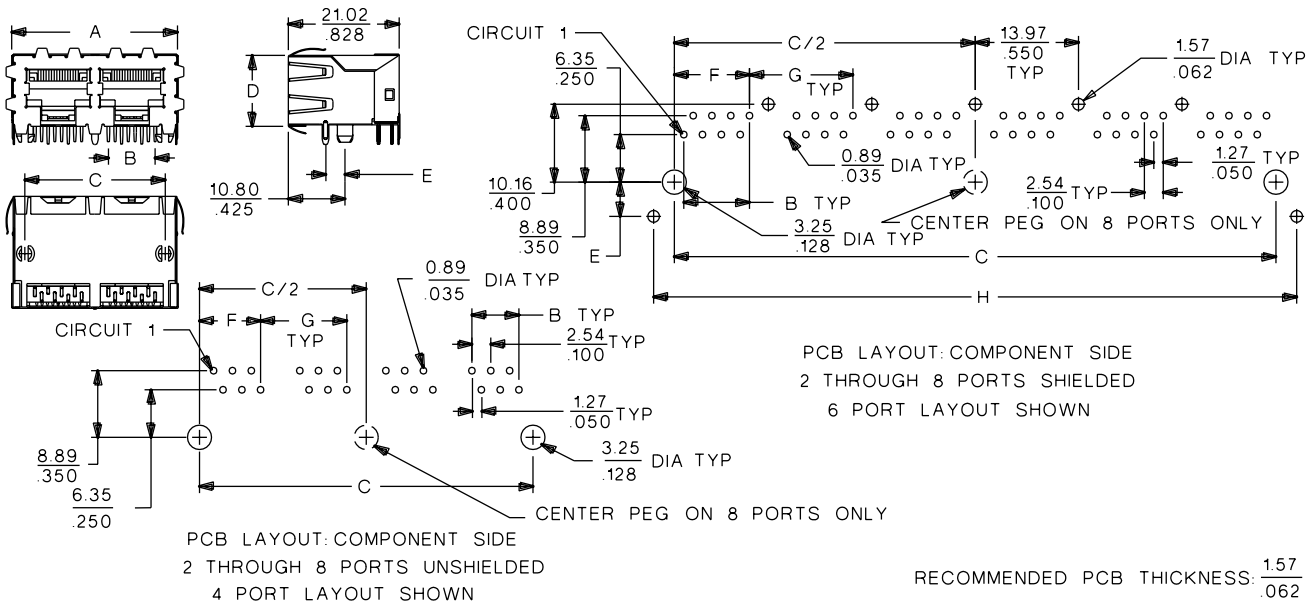 A
B
C
D
21.02
.828
10.80
.425
E
CIRCUIT 1
6.35
.250
C/2
13.97
.550
TYP
1.57
.062
DIA TYP
F
G
TYP
0.89
.035
DIA TYP
1.27
.050
TYP
2.54
.100
TYP
10.16
.400
8.89
.350
E
B TYP
3.25
.128
DIA TYP
CENTER PEG ON 8 PORTS ONLY
C
H
PCB LAYOUT: COMPONENT SIDE
2 THROUGH 8 PORTS SHIELDED
6 PORT LAYOUT SHOWN
CIRCUIT 1
C/2
F
G
TYP
0.89
.035
DIA TYP
B TYP
2.54
.100
TYP
1.27
.050
TYP
8.89
.350
6.35
.250
3.25
.128
DIA TYP
C
CENTER PEG ON 8 PORTS ONLY
PCB LAYOUT: COMPONENT SIDE
2 THROUGH 8 PORTS UNSHIELDED
4 PORT LAYOUT SHOWN
RECOMMENDED PCB THICKNESS: 1.57
.062